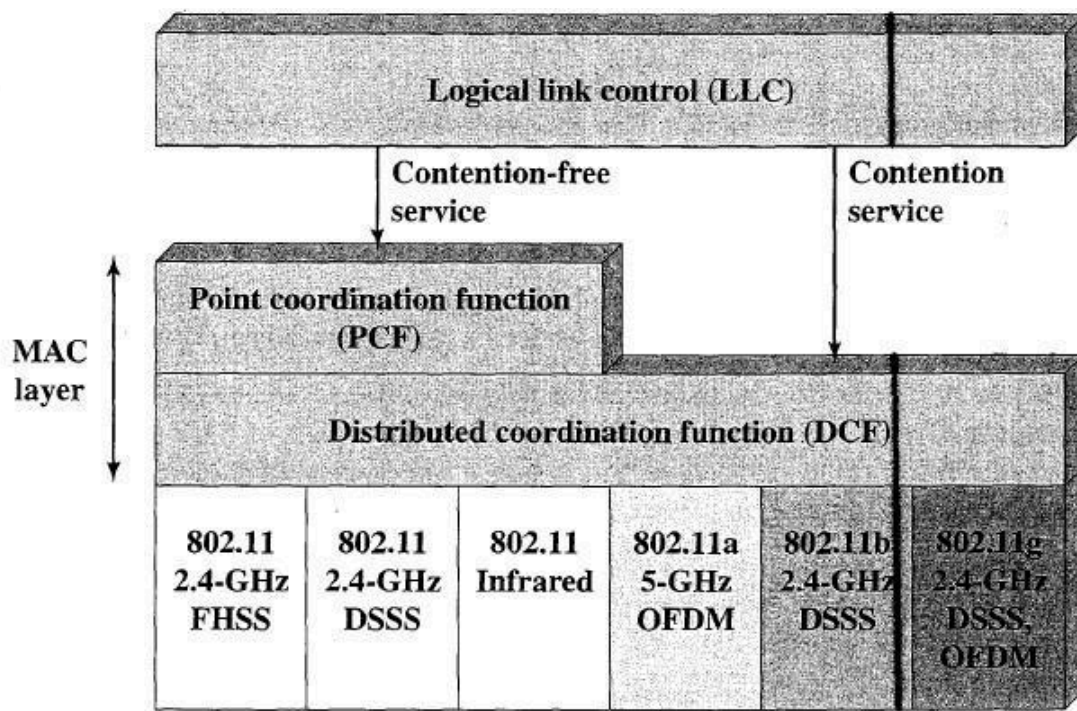 Logical link control (LLC)
Contention-free
service
Contention
service
Point coordination function
(PCF)
MAC
layer
Distributed coordination function (DCF)
802.11
2.4-GHz
FHSS
802.11
2.4-GHz
DSSS
802.11
Infrared
802.11a
5-GHz
OFDM
802.11b
2.4-GHz
DSSS
802.11g
2.4-GHz
DSSS,
OFDM